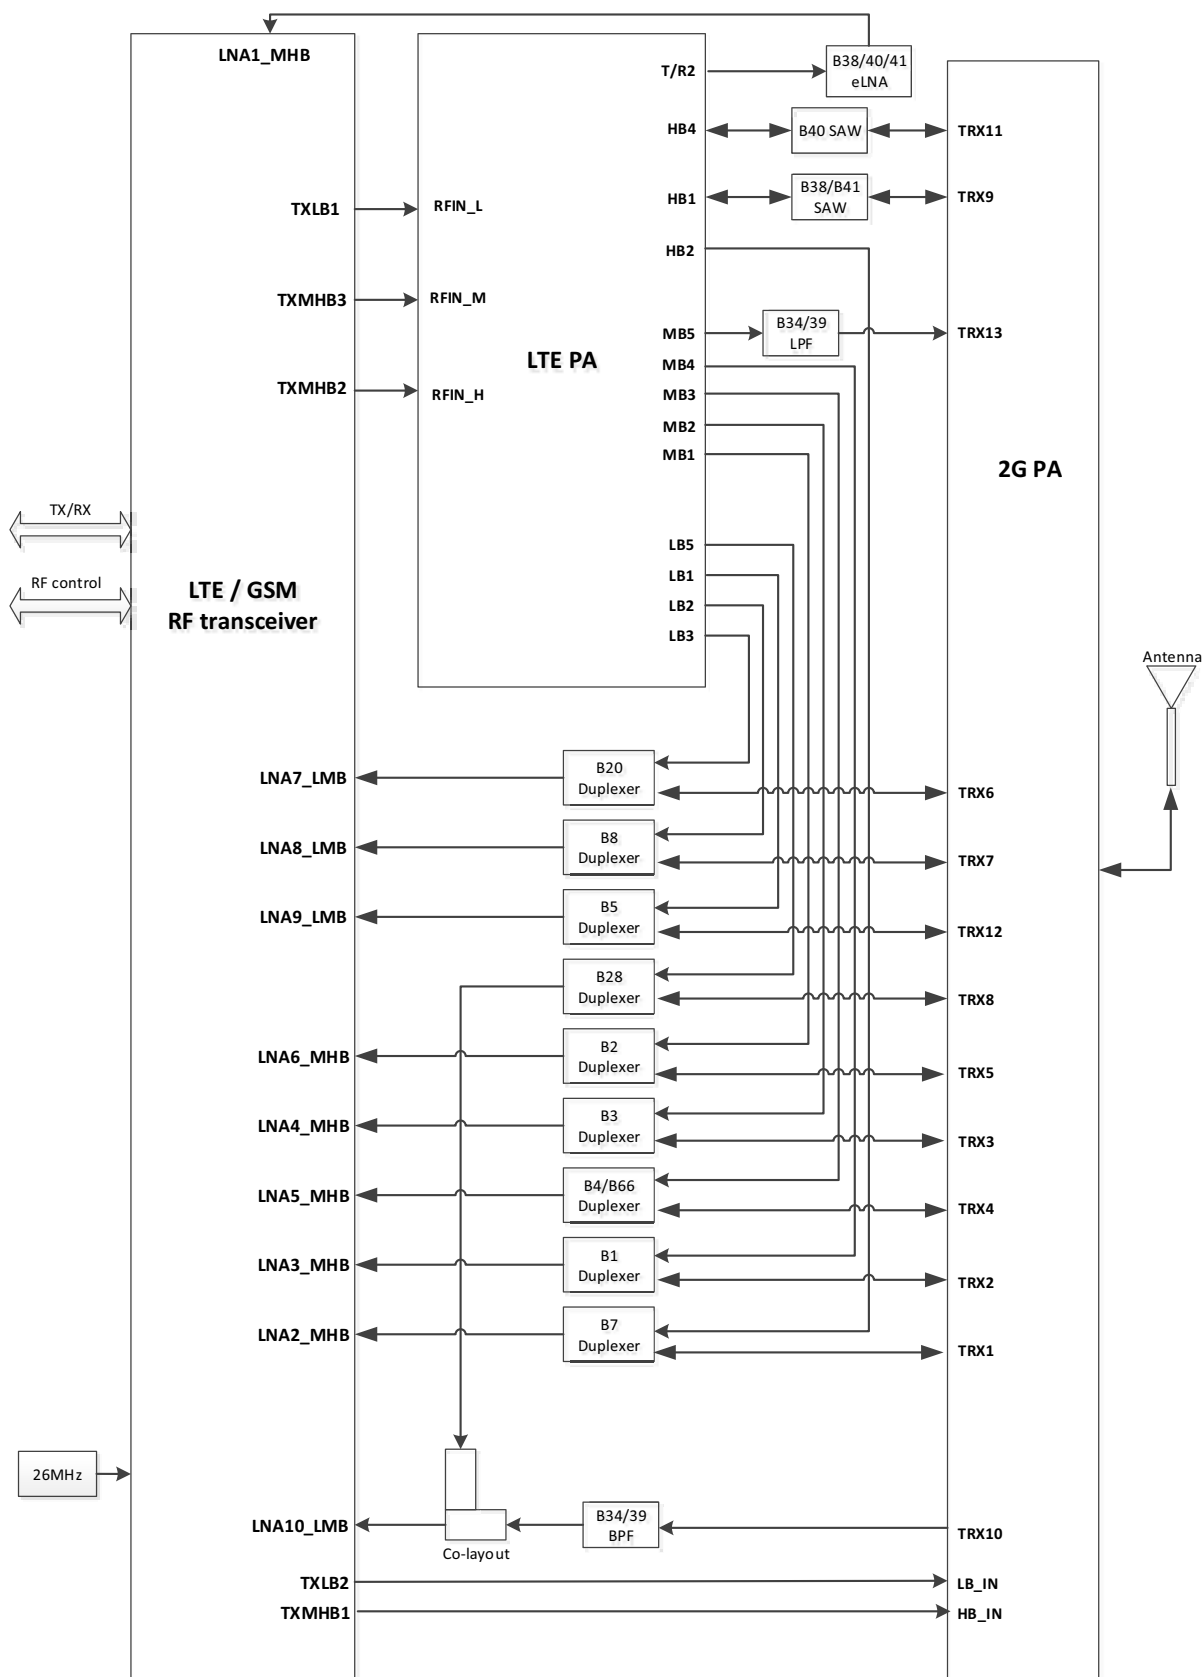 LNA1_MHB
T/R2
B38/40/41
eLNA
HB4
B40 SAW
TRX11
HB1
B38/B41
SAW
TRX9
TXLB1
RFIN_L
HB2
TXMHB3
RFIN_M
MB5
B34/39
LPF
TRX13
LTE PA
MB4
TXMHB2
RFIN_H
MB3
MB2
MB1
2G PA
TX/RX
LB5
RF control
LTE / GSM
RF transceiver
LB1
LB2
LB3
Antenna
LNA7_LMB
B20
Duplexer
TRX6
LNA8_LMB
B8
Duplexer
TRX7
LNA9_LMB
B5
Duplexer
TRX12
B28
Duplexer
TRX8
LNA6_MHB
B2
Duplexer
TRX5
LNA4_MHB
B3
Duplexer
TRX3
LNA5_MHB
B4/B66
Duplexer
TRX4
LNA3_MHB
B1
Duplexer
TRX2
LNA2_MHB
B7
Duplexer
TRX1
26MHz
LNA10_LMB
Co-layout
B34/39
BPF
TRX10
TXLB2
LB_IN
TXMHB1
HB_IN